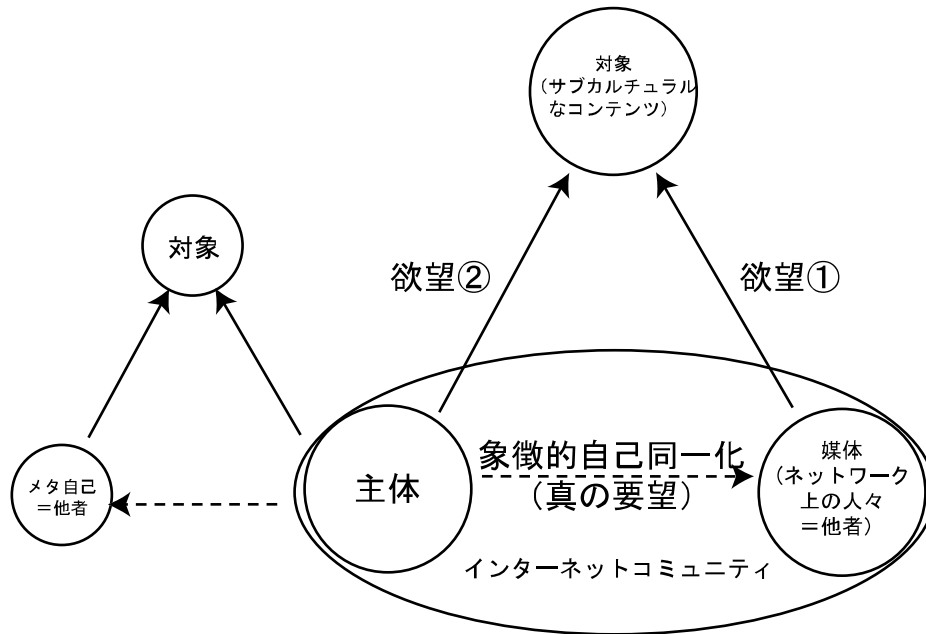 対象
（サブカルチュラル
なコンテンツ）
対象
欲望②
欲望①
メタ自己
＝他者
主体
象徴的自己同一化
（真の要望）
媒体
（ネットワーク
上の人々
＝他者）
インターネットコミュニティ